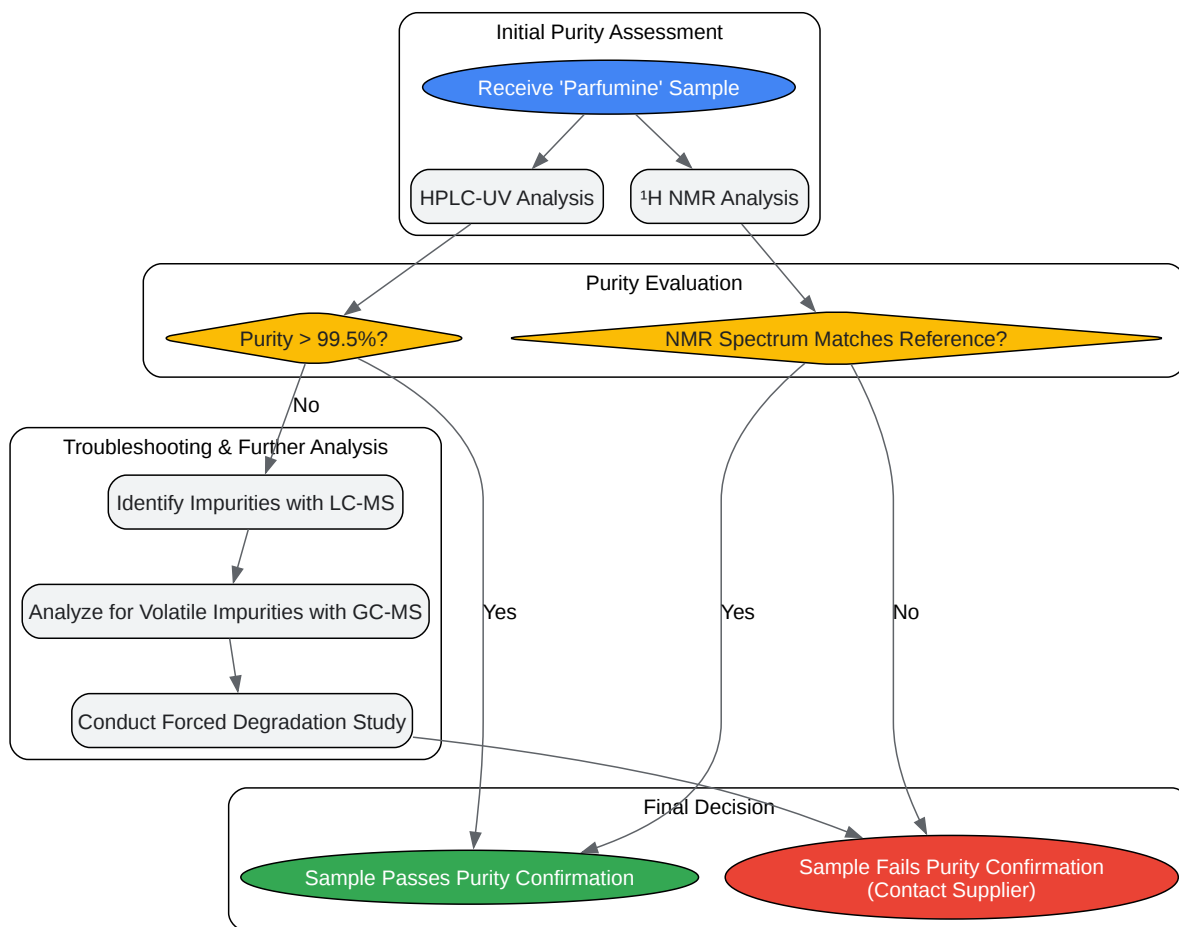 Initial Purity Assessment
Receive 'Parfumine' Sample
HPLC-UV Analysis
¹H NMR Analysis
Purity Evaluation
Purity > 99.5%?
NMR Spectrum Matches Reference?
No
Troubleshooting & Further Analysis
Identify Impurities with LC-MS
Analyze for Volatile Impurities with GC-MS
Yes
Yes
No
Conduct Forced Degradation Study
Final Decision
Sample Passes Purity Confirmation
Sample Fails Purity Confirmation
(Contact Supplier)